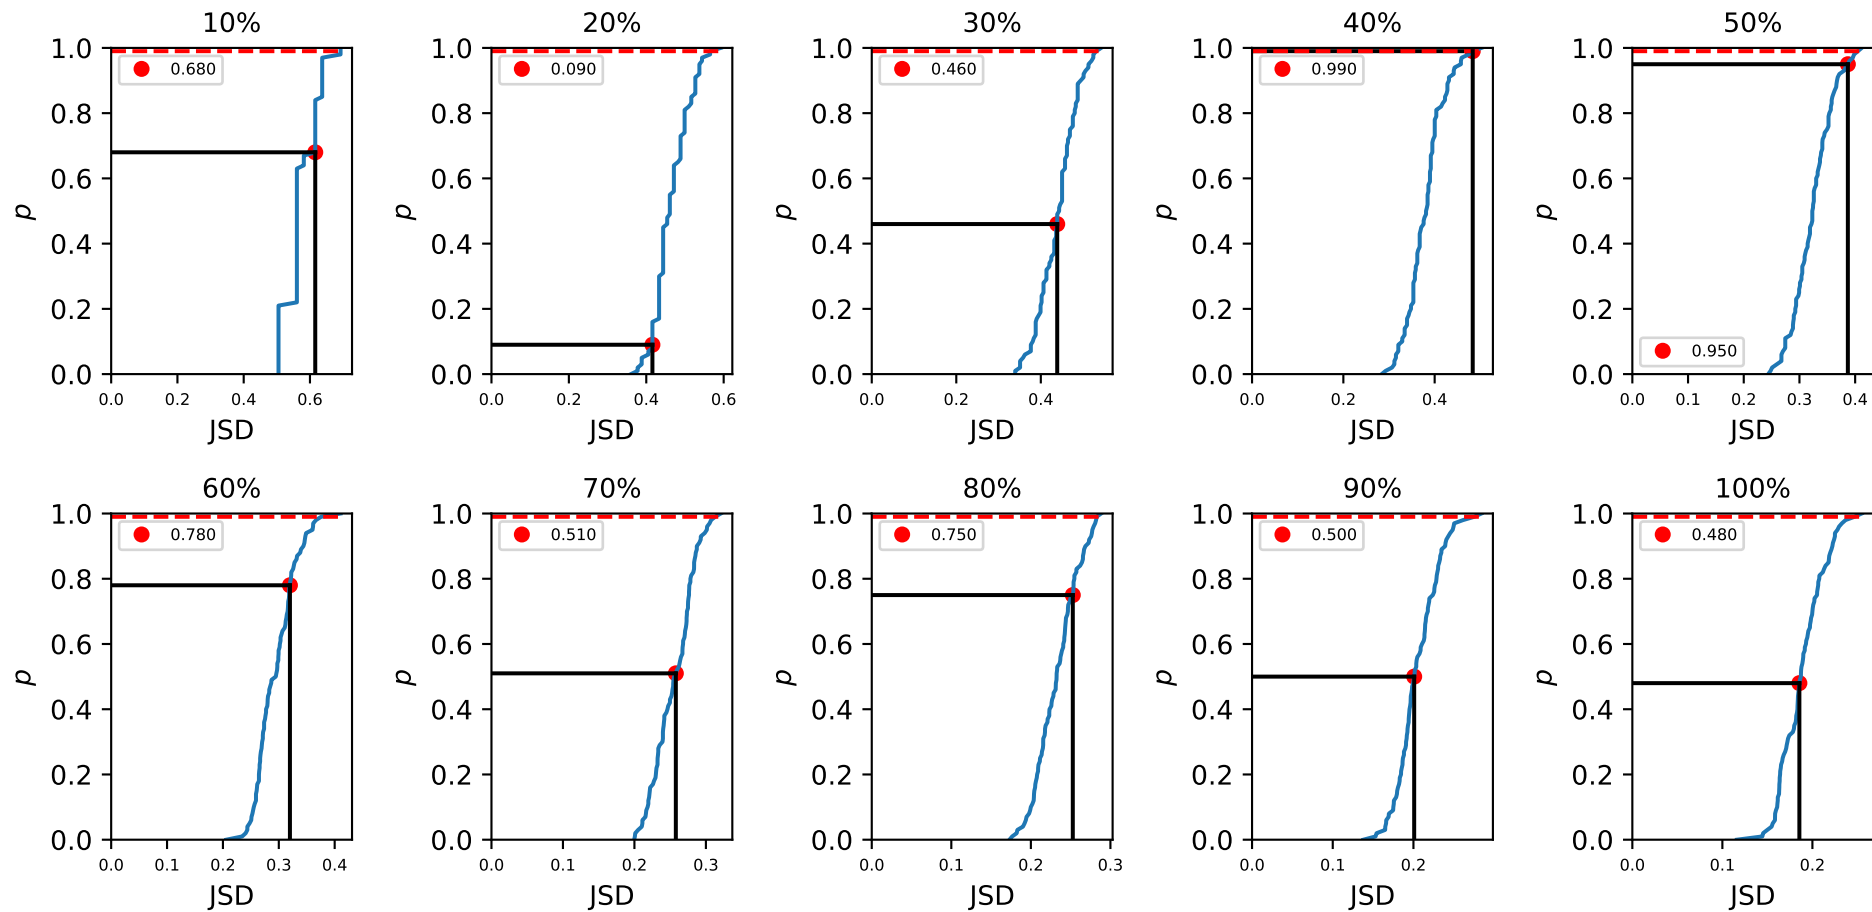 10% 20% 30% 40% 50%
p 1.0 0.8 0.6 0.4 0.2 0.0 0.680 0.0 0.2 0.4 0.6 JSD
p 1.0 0.8 0.6 0.4 0.2 0.0 0.090 0.0 0.2 0.4 0.6 JSD
p 1.0 0.8 0.6 0.4 0.2 0.0 0.460 0.0 0.2 0.4 JSD
p 1.0 0.8 0.6 0.4 0.2 0.0 0.990 0.0 0.2 0.4 JSD
p 1.0 0.8 0.6 0.4 0.2 0.0 0.950 0.0 0.1 0.2 0.3 0.4 JSD
60% 70% 80% 90% 100%
p 1.0 0.8 0.6 0.4 0.2 0.0 0.780 0.0 0.1 0.2 0.3 0.4 JSD
p 1.0 0.8 0.6 0.4 0.2 0.0 0.510 0.0 0.1 0.2 0.3 JSD
p 1.0 0.8 0.6 0.4 0.2 0.0 0.750 0.0 0.1 0.2 0.3 JSD
p 1.0 0.8 0.6 0.4 0.2 0.0 0.500 0.0 0.1 0.2 JSD
p 1.0 0.8 0.6 0.4 0.2 0.0 0.480 0.0 0.1 0.2 JSD